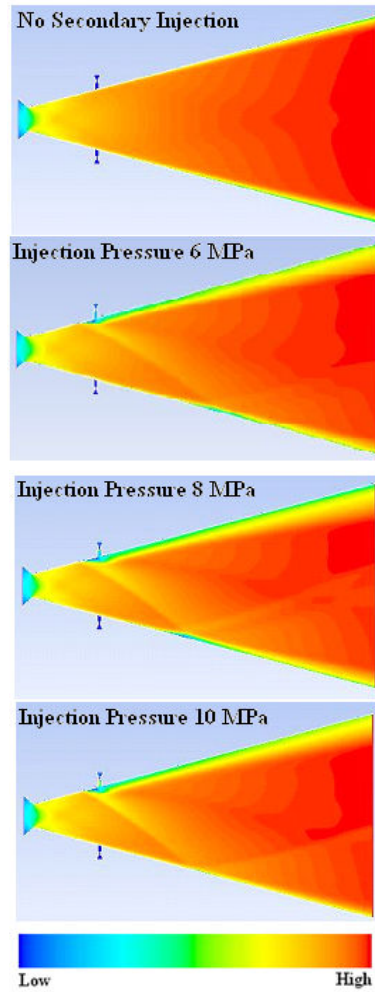 No Secondary Injection
Injection Pressure 6 MPa
Injection Pressure 8 MPa
Injection Pressure 10 MPa
Low High